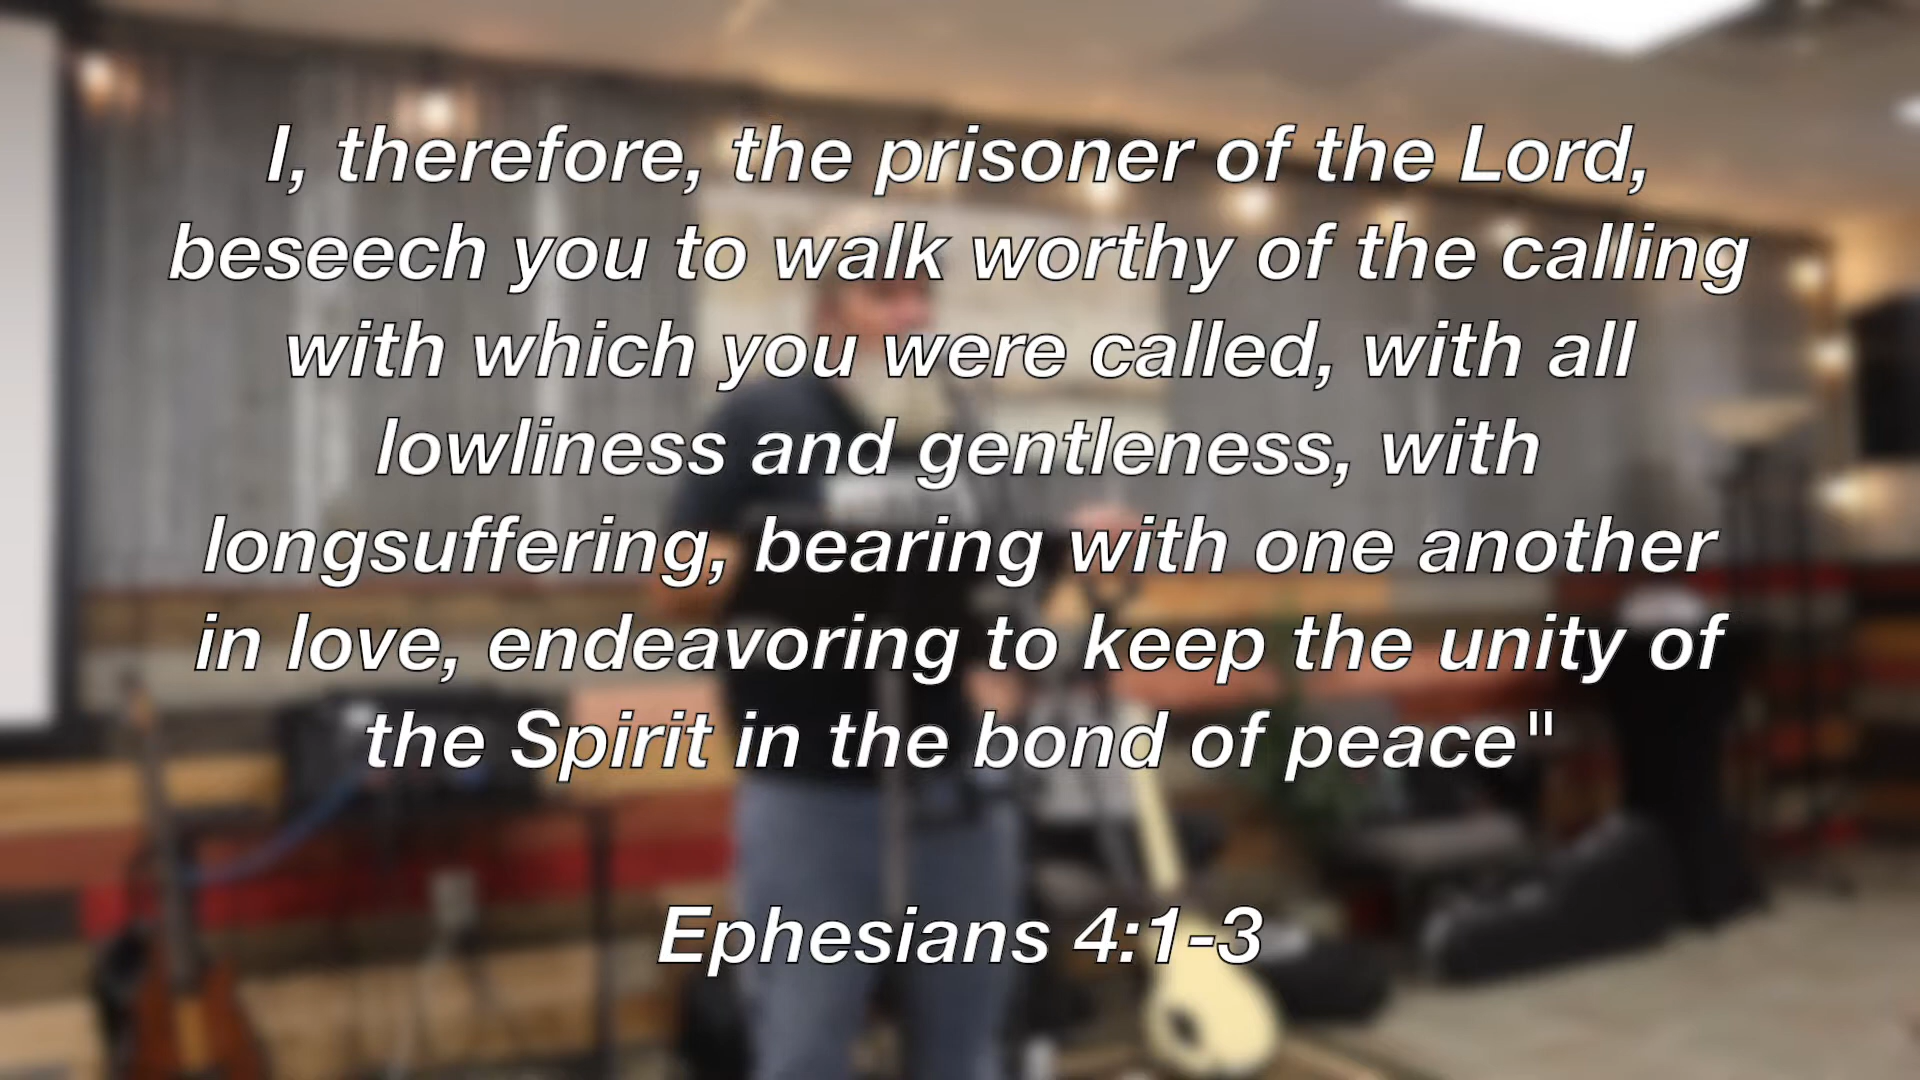 I, therefore, the prisoner of the Lord,
beseech you to walk worthy of the calling
with which you were called, with all
lowliness and gentleness, with
longsuffering, bearing with one another
in love, endeavoring to keep the unity of
the Spirit in the bond of peace"
Ephesians 4:1-3